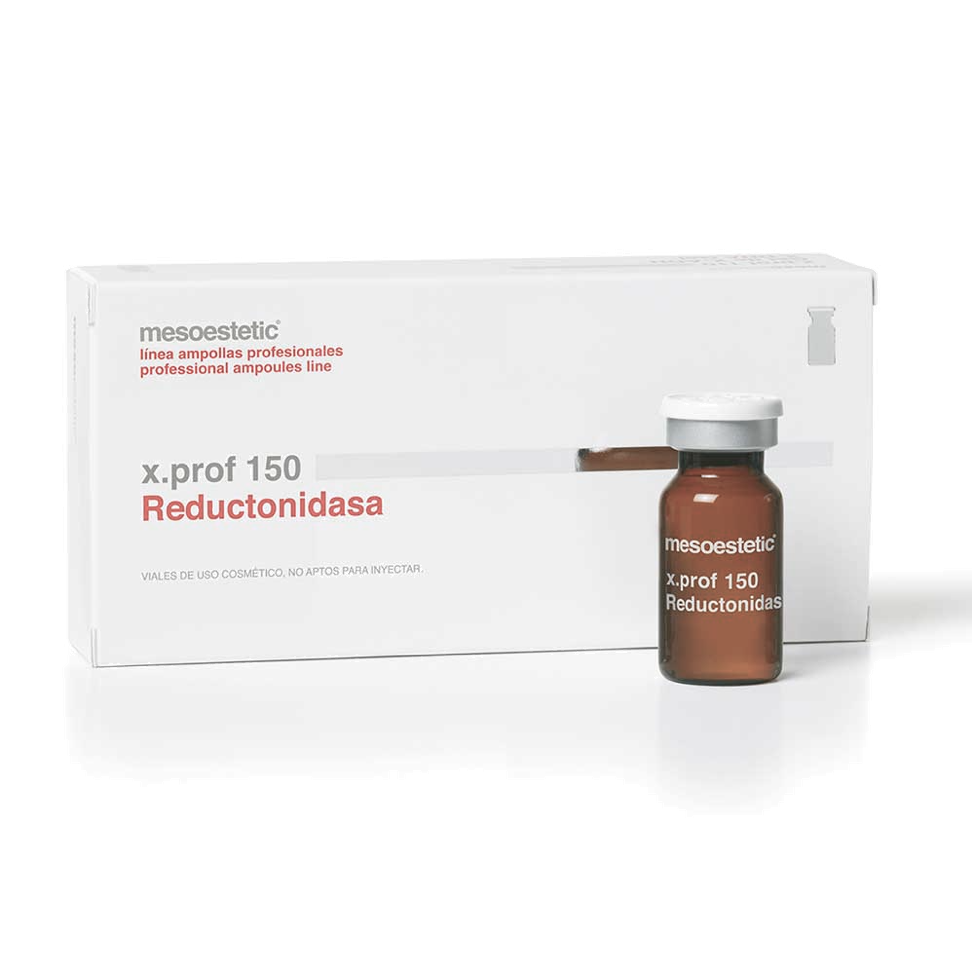 mesoestetic®
línea ampollas profesionales
professional ampoules line
x.prof 150
Reductonidasa
VIALES DE USO COSMÉTICO, NO APTOS PARA INYECTAR.
mesoestetic®
x.prof 150
Reductonidas